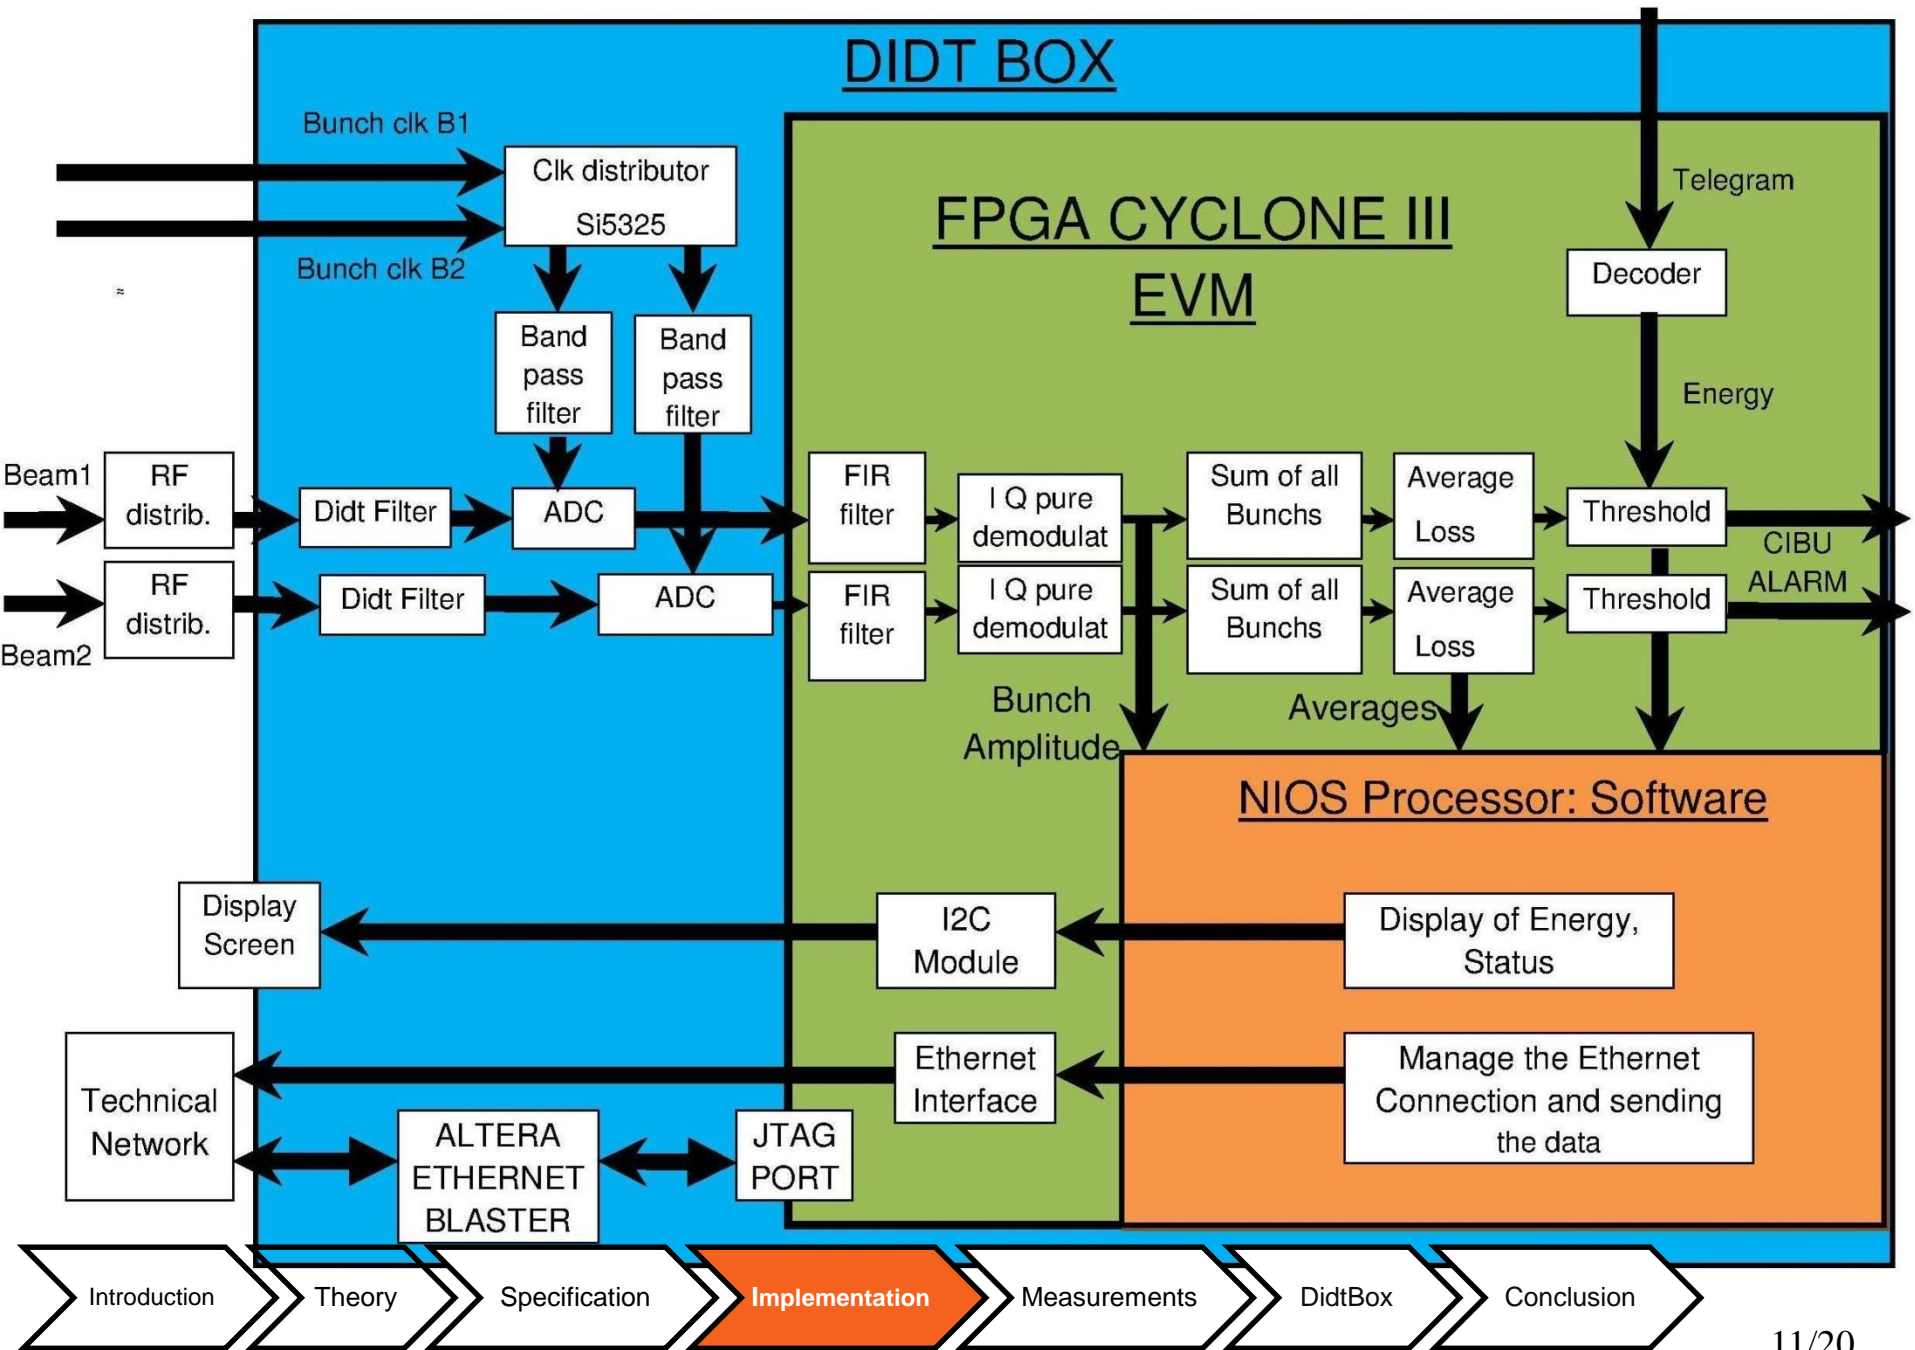 DIDT BOX
Bunch clk B1
Clk distributor
Si5325
Bunch clk B2
≈
Telegram
FPGA CYCLONE III
EVM
Decoder
Band
pass
filter
Band
pass
filter
Energy
Beam1
RF
distrib.
Didt Filter
ADC
FIR
filter
I Q pure
demodulat
Sum of all
Bunchs
Average
Loss
Threshold
CIBU
ALARM
Beam2
RF
distrib.
Didt Filter
ADC
FIR
filter
I Q pure
demodulat
Sum of all
Bunchs
Average
Loss
Threshold
Bunch
Amplitude
Averages
NIOS Processor: Software
Display
Screen
I2C
Module
Display of Energy,
Status
Technical
Network
Ethernet
Interface
Manage the Ethernet
Connection and sending
the data
ALTERA
ETHERNET
BLASTER
JTAG
PORT
Introduction
Theory
Specification
Implementation
Measurements
DidtBox
Conclusion
11/20